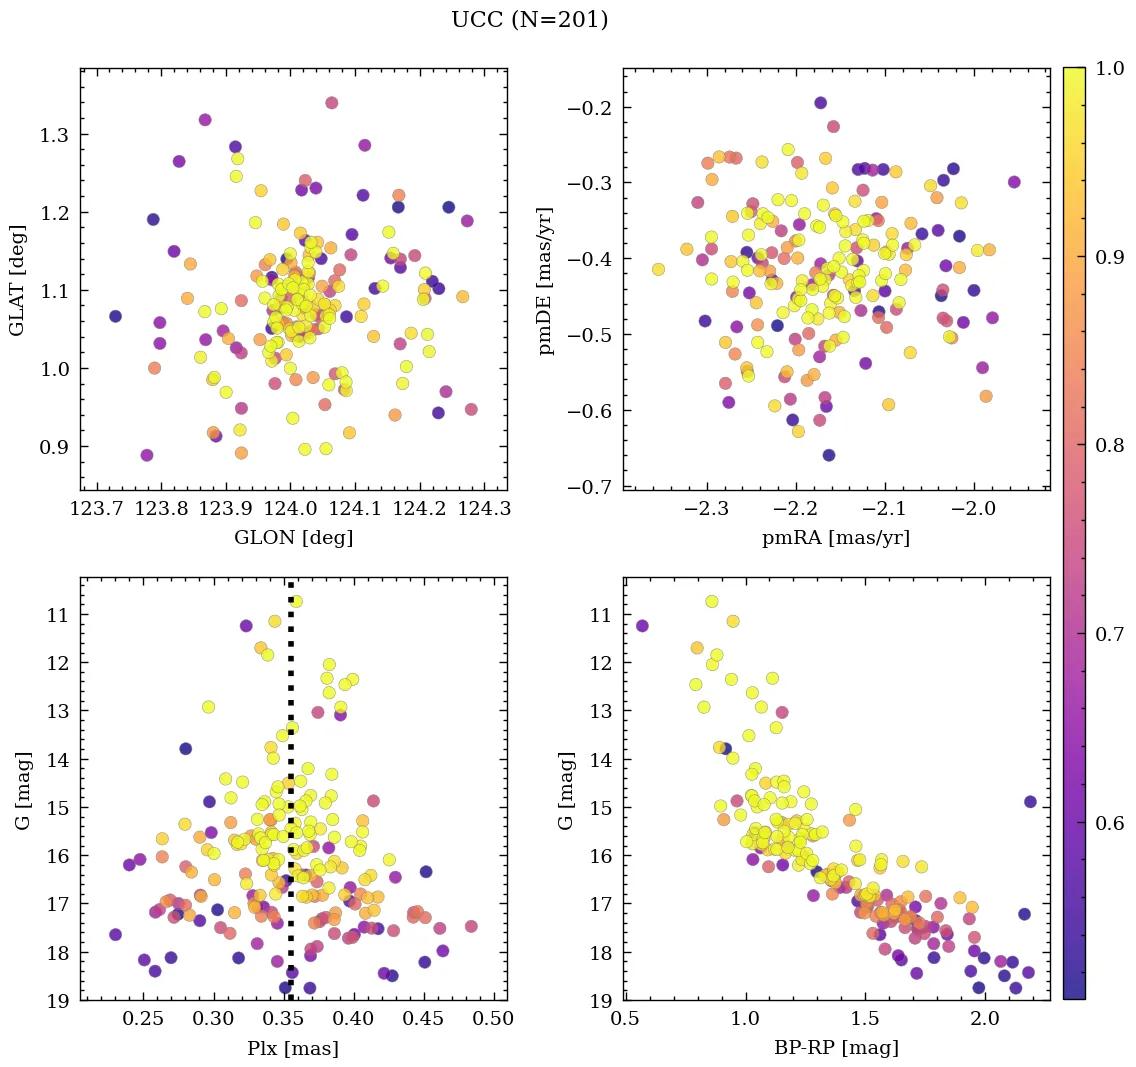 UCC (N=201)
1.3
1.2
1.1
1.0
0.9
GLAT [deg]
123.7 123.8 123.9 124.0 124.1 124.2 124.3
GLON [deg]
−0.2
−0.3
−0.4
−0.5
−0.6
−0.7
pmDE [mas/yr]
−2.3 −2.2 −2.1 −2.0
pmRA [mas/yr]
1.0
0.9
0.8
0.7
0.6
11
12
13
14
15
16
17
18
19
G [mag]
0.25 0.30 0.35 0.40 0.45 0.50
Plx [mas]
11
12
13
14
15
16
17
18
19
G [mag]
0.5 1.0 1.5 2.0
BP-RP [mag]